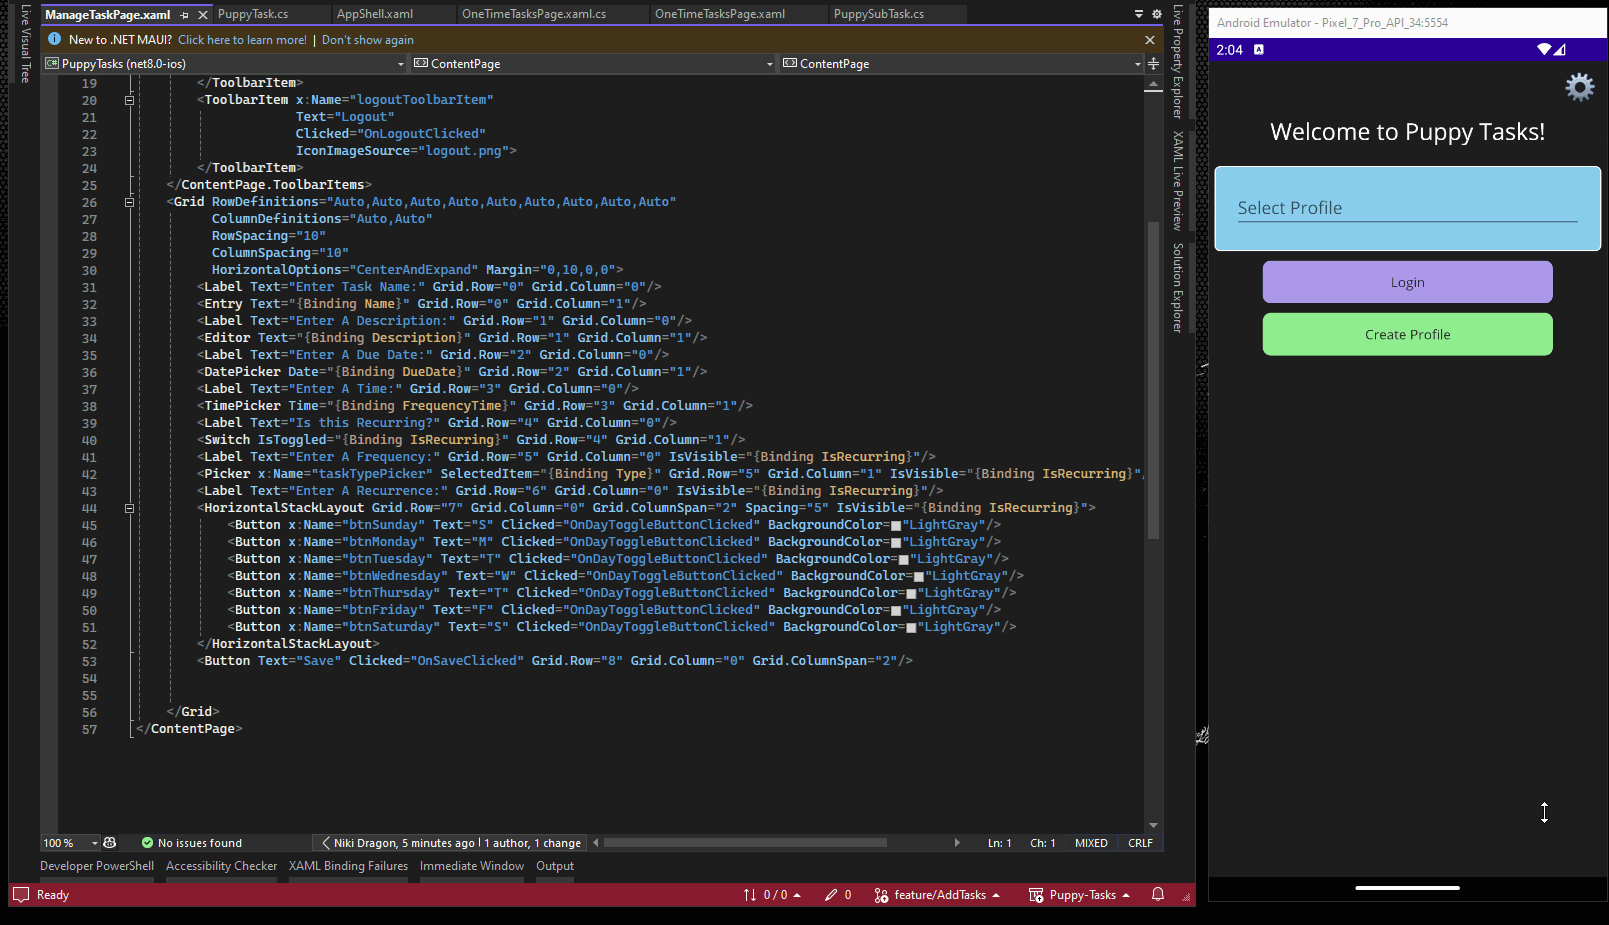 Live Visual Tree
ManageTaskPage.xaml
PuppyTask.cs
AppShell.xaml
OneTimeTasksPage.xaml.cs
OneTimeTasksPage.xaml
PuppySubTask.cs
New to .NET MAUI? Click here to learn more! | Don't show again
PuppyTasks (net8.0-ios)
ContentPage
ContentPage
19 </ToolbarItem>
20 <ToolbarItem x:Name="logoutToolbarItem"
21 Text="Logout"
22 Clicked="OnLogoutClicked"
23 IconImageSource="logout.png">
24 </ToolbarItem>
25 </ContentPage.ToolbarItems>
26 <Grid RowDefinitions="Auto,Auto,Auto,Auto,Auto,Auto,Auto,Auto,Auto"
27 ColumnDefinitions="Auto,Auto"
28 RowSpacing="10"
29 ColumnSpacing="10"
30 HorizontalOptions="CenterAndExpand" Margin="0,10,0,0">
31 <Label Text="Enter Task Name:" Grid.Row="0" Grid.Column="0"/>
32 <Entry Text="{Binding Name}" Grid.Row="0" Grid.Column="1"/>
33 <Label Text="Enter A Description:" Grid.Row="1" Grid.Column="0"/>
34 <Editor Text="{Binding Description}" Grid.Row="1" Grid.Column="1"/>
35 <Label Text="Enter A Due Date:" Grid.Row="2" Grid.Column="0"/>
36 <DatePicker Date="{Binding DueDate}" Grid.Row="2" Grid.Column="1"/>
37 <Label Text="Enter A Time:" Grid.Row="3" Grid.Column="0"/>
38 <TimePicker Time="{Binding FrequencyTime}" Grid.Row="3" Grid.Column="1"/>
39 <Label Text="Is this Recurring?" Grid.Row="4" Grid.Column="0"/>
40 <Switch IsToggled="{Binding IsRecurring}" Grid.Row="4" Grid.Column="1"/>
41 <Label Text="Enter A Frequency:" Grid.Row="5" Grid.Column="0" IsVisible="{Binding IsRecurring}"/>
42 <Picker x:Name="taskTypePicker" SelectedItem="{Binding Type}" Grid.Row="5" Grid.Column="1" IsVisible="{Binding IsRecurring}"/
43 <Label Text="Enter A Recurrence:" Grid.Row="6" Grid.Column="0" IsVisible="{Binding IsRecurring}"/>
44 <HorizontalStackLayout Grid.Row="7" Grid.Column="0" Grid.ColumnSpan="2" Spacing="5" IsVisible="{Binding IsRecurring}">
45 <Button x:Name="btnSunday" Text="S" Clicked="OnDayToggleButtonClicked" BackgroundColor="LightGray"/>
46 <Button x:Name="btnMonday" Text="M" Clicked="OnDayToggleButtonClicked" BackgroundColor="LightGray"/>
47 <Button x:Name="btnTuesday" Text="T" Clicked="OnDayToggleButtonClicked" BackgroundColor="LightGray"/>
48 <Button x:Name="btnWednesday" Text="W" Clicked="OnDayToggleButtonClicked" BackgroundColor="LightGray"/>
49 <Button x:Name="btnThursday" Text="T" Clicked="OnDayToggleButtonClicked" BackgroundColor="LightGray"/>
50 <Button x:Name="btnFriday" Text="F" Clicked="OnDayToggleButtonClicked" BackgroundColor="LightGray"/>
51 <Button x:Name="btnSaturday" Text="S" Clicked="OnDayToggleButtonClicked" BackgroundColor="LightGray"/>
52 </HorizontalStackLayout>
53 <Button Text="Save" Clicked="OnSaveClicked" Grid.Row="8" Grid.Column="0" Grid.ColumnSpan="2"/>
54
55
56 </Grid>
57 </ContentPage>
100 %
No issues found
Niki Dragon, 5 minutes ago | 1 author, 1 change
Ln: 1 Ch: 1 MIXED CRLF
Developer PowerShell Accessibility Checker XAML Binding Failures Immediate Window Output
Ready
0 / 0
0
feature/AddTasks
Puppy-Tasks
Live Property Explorer
XAML Live Preview
Solution Explorer
Android Emulator - Pixel_7_Pro_API_34:5554
2:04 A
Welcome to Puppy Tasks!
Select Profile
Login
Create Profile